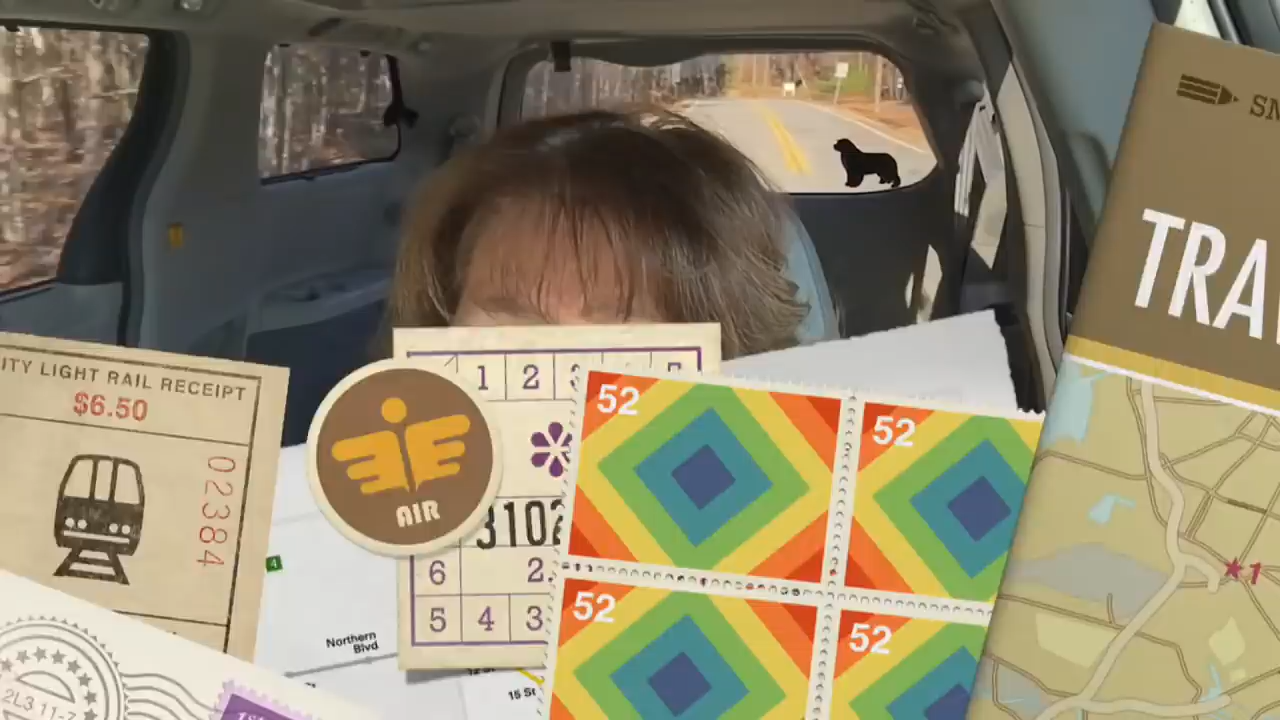 SM
TRA
ITY LIGHT RAIL RECEIPT
$6.50
02384
1 2
AIR
3102
6 2
5 4 3
52
52
52
52
4
Northern
Blvd
15 St
2L3 11-7
1